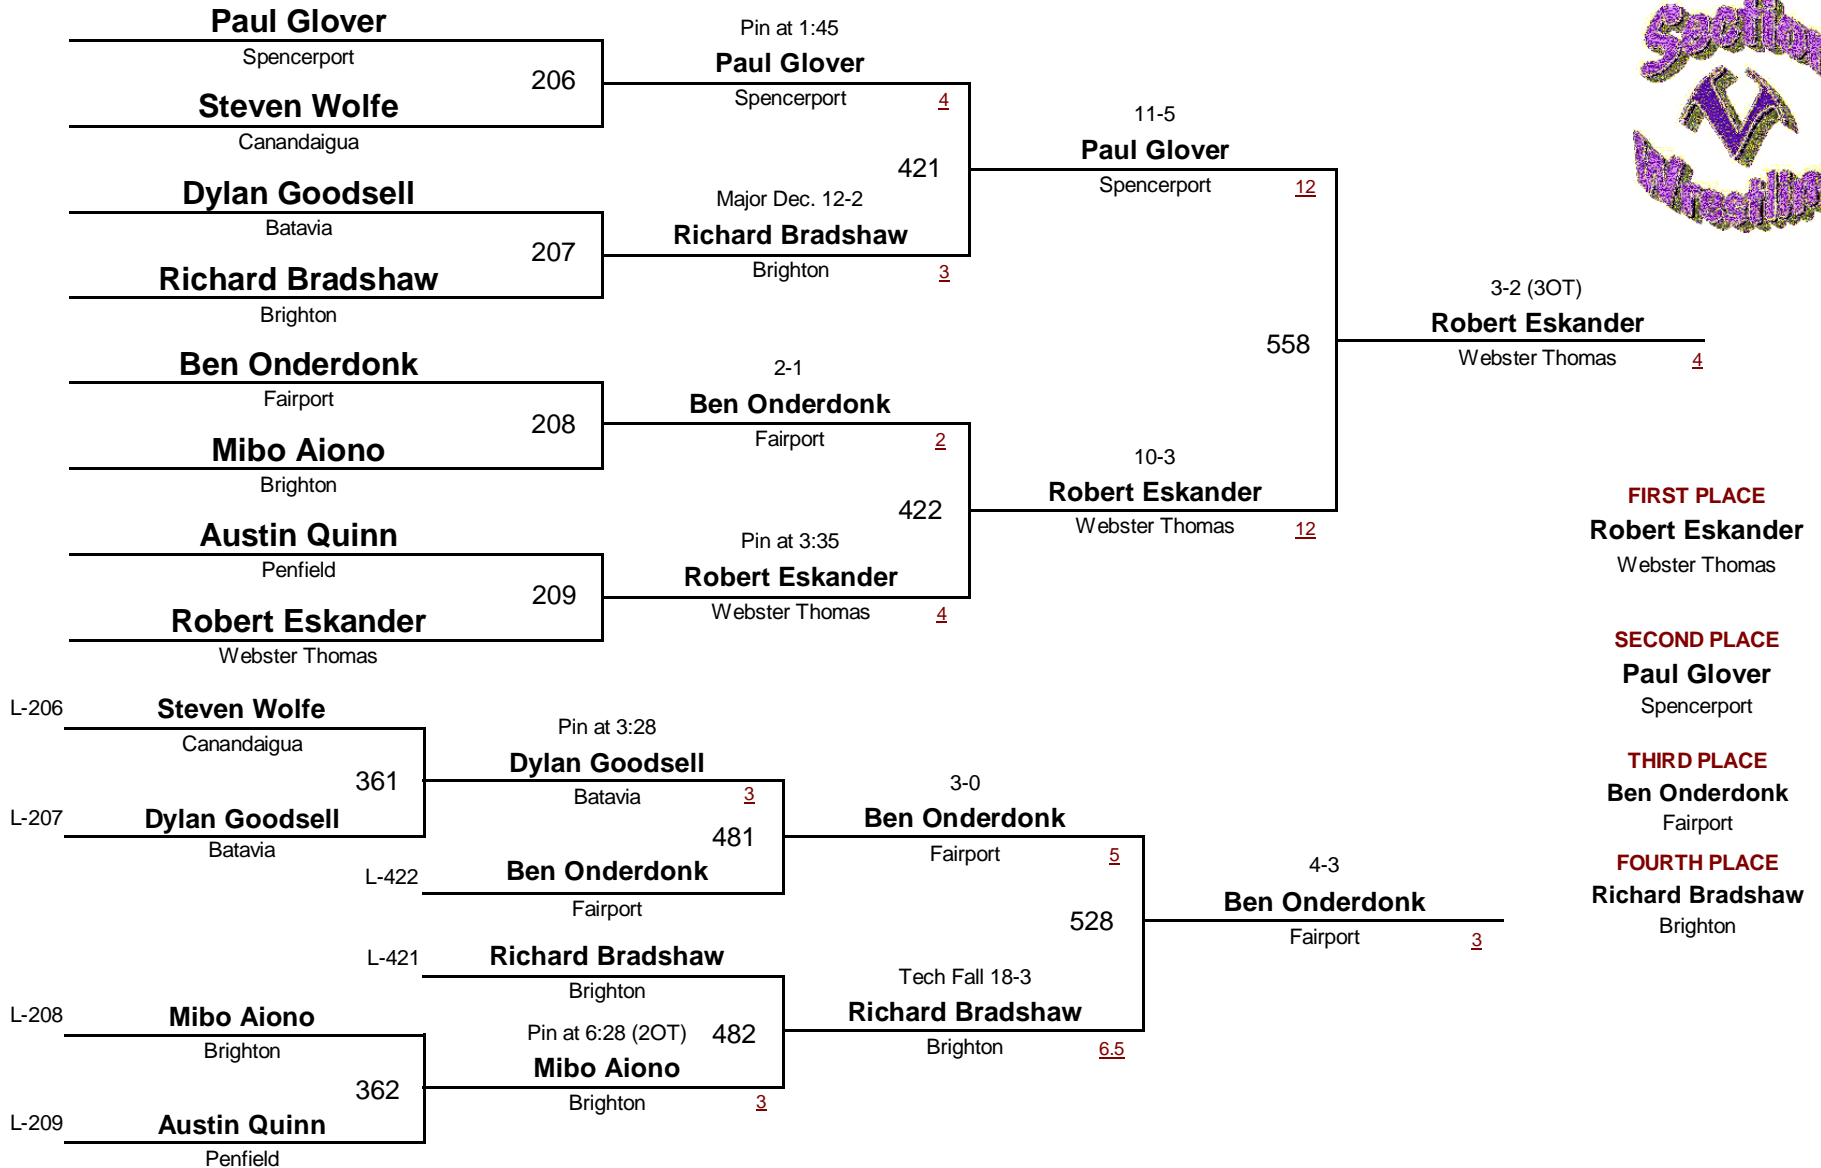 Paul Glover
Spencerport
206
Steven Wolfe
Canandaigua
Dylan Goodsell
Batavia
207
Richard Bradshaw
Brighton
Ben Onderdonk
Fairport
208
Mibo Aiono
Brighton
Austin Quinn
Penfield
209
Robert Eskander
Webster Thomas
Pin at 1:45
Paul Glover
Spencerport
4
421
Major Dec. 12-2
Richard Bradshaw
Brighton
3
2-1
Ben Onderdonk
Fairport
2
422
Pin at 3:35
Robert Eskander
Webster Thomas
4
11-5
Paul Glover
Spencerport
12
558
10-3
Robert Eskander
Webster Thomas
12
3-2 (3OT)
Robert Eskander
Webster Thomas
4
Section
V
Wrestling
FIRST PLACE
Robert Eskander
Webster Thomas
SECOND PLACE
Paul Glover
Spencerport
THIRD PLACE
Ben Onderdonk
Fairport
FOURTH PLACE
Richard Bradshaw
Brighton
L-206
Steven Wolfe
Canandaigua
361
L-207
Dylan Goodsell
Batavia
Pin at 3:28
Dylan Goodsell
Batavia
3
481
L-422
Ben Onderdonk
Fairport
L-421
Richard Bradshaw
Brighton
482
Pin at 6:28 (2OT)
Mibo Aiono
Brighton
3
L-208
Mibo Aiono
Brighton
362
L-209
Austin Quinn
Penfield
3-0
Ben Onderdonk
Fairport
5
528
Tech Fall 18-3
Richard Bradshaw
Brighton
6.5
4-3
Ben Onderdonk
Fairport
3